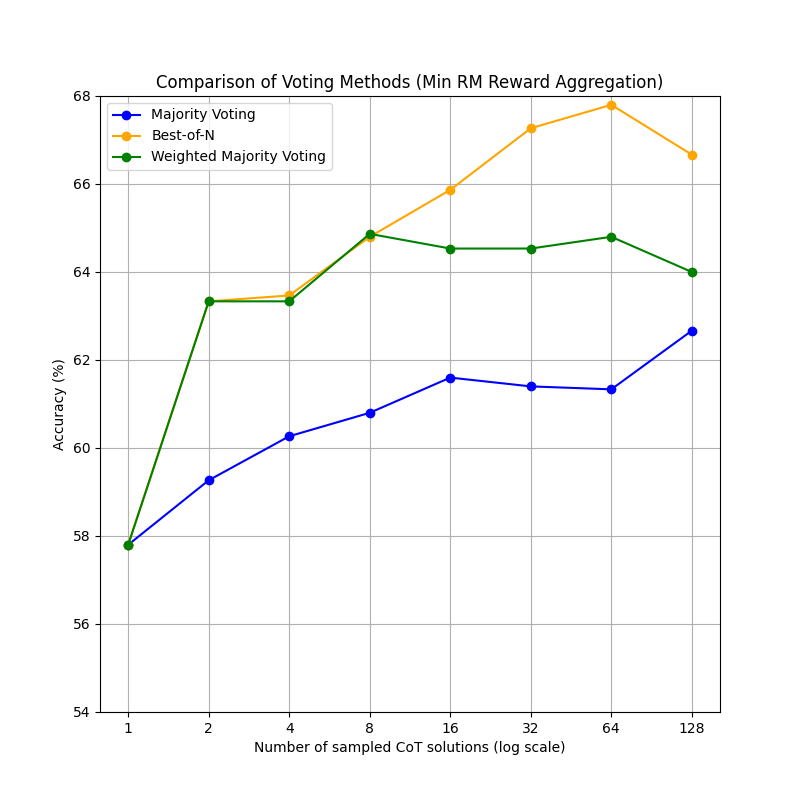 Comparison of Voting Methods (Min RM Reward Aggregation)
Majority Voting
Best-of-N
Weighted Majority Voting
68
66
64
62
60
58
56
54
Accuracy (%)
1 2 4 8 16 32 64 128
Number of sampled CoT solutions (log scale)